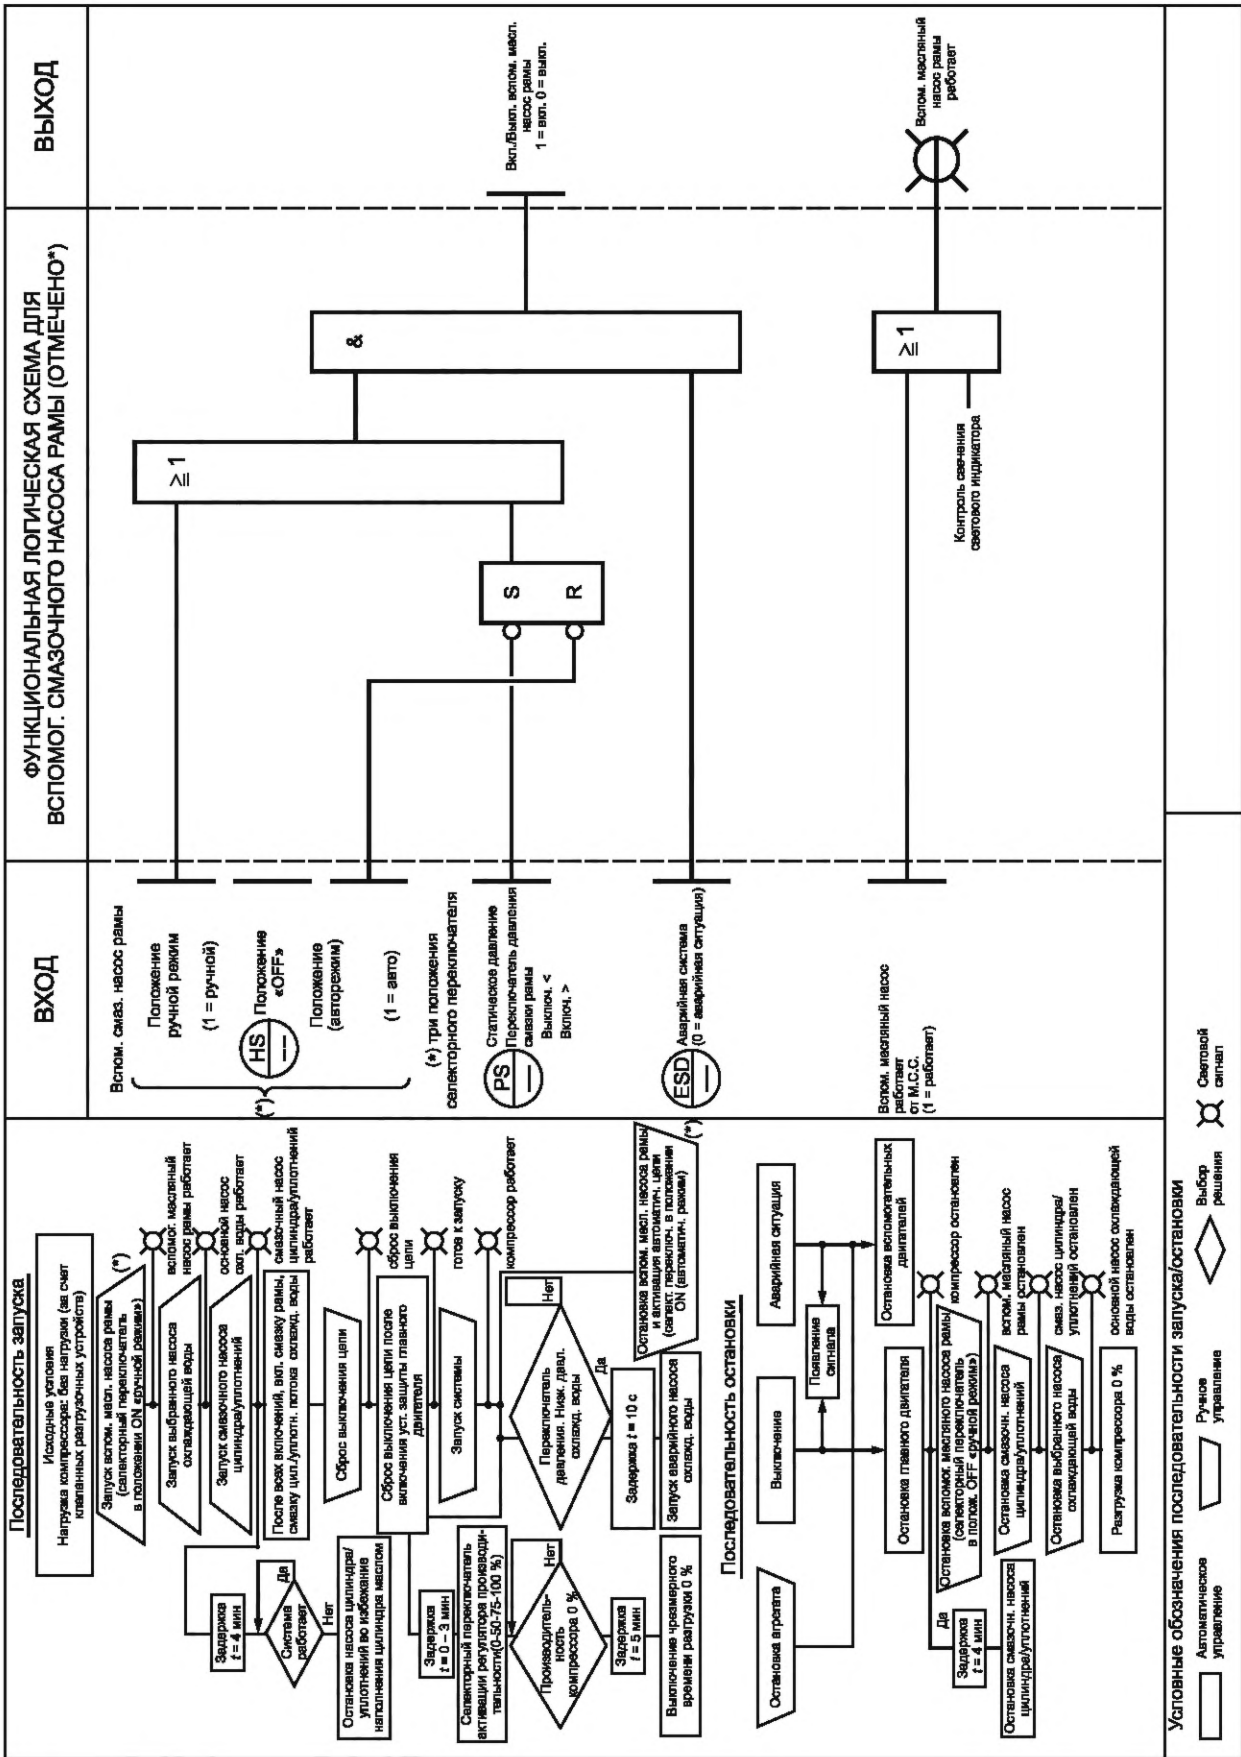 Последовательность запуска
Исходные условия
Нагрузка компрессора: без нагрузки (за счет
клапанных разгрузочных устройств)
Запуск вспом. масл. насоса рамы
(селекторный переключатель
в положении ON «ручной режим»)
(*)
вспомог. масляный
насос рамы работает
Запуск выбранного насоса
охлаждающей воды
основной насос
охл. воды работает
Запуск смазочного насоса
цилиндра/уплотнений
смазочный насос
цилиндра/уплотнений
работает
Задержка
t = 4 мин
Система
работает
Да
Нет
Остановка насоса цилиндра/
уплотнений во избежание
наполнения цилиндра маслом
После всех включений, вкл. смазку рамы,
смазку цил./уплотн. потока охлажд. воды
Сброс выключения цепи
сброс выключения
цепи
Сброс выключения цепи после
включения уст. защиты главного
двигателя
готов к запуску
Запуск системы
компрессор работает
Задержка
t = 0 – 3 мин
Селекторный переключатель
активации регулятора производи-
тельности(0-50-75-100 %)
Производитель-
ность
компрессора 0 %
Нет
Задержка
t = 5 мин
Выключение чрезмерного
времени разгрузки 0 %
Переключатель
давления. Низк. давл.
охлажд. воды
Нет
Да
Задержка t = 10 с
Запуск аварийного насоса
охлажд. воды
Остановка вспом. масл. насоса рамы
и активация автоматич. цепи
(селект. переключ. в положении
ON (автоматич. режим)
(*)
Последовательность остановки
Остановка агрегата
Выключение
Аварийная ситуация
Появление
сигнала
Остановка главного двигателя
Остановка вспомогательных
двигателей
компрессор остановлен
Остановка вспомог. масляного насоса рамы
(селекторный переключатель
в полож. OFF «ручной режим»)
вспом. масляный насос
рамы остановлен
Да
Задержка
t = 4 мин
Остановка смазочн. насоса
цилиндра/уплотнений
Остановка смазочн. насоса
цилиндра/уплотнений
смаз. насос цилиндра/
уплотнений остановлен
Остановка выбранного насоса
охлаждающей воды
основной насос охлаждающей
воды остановлен
Разгрузка компрессора 0 %
Условные обозначения последовательности запуска/остановки
Автоматическое
управление
Ручное
управление
Выбор
решения
Световой
сигнал
ВХОД
Вспом. смаз. насос рамы
Положение
ручной режим
(1 = ручной)
(*)
HS
Положение
«OFF»
Положение
(авторежим)
(1 = авто)
(*) три положения
селекторного переключателя
PS
Статическое давление
Переключатель давления
смазки рамы
Выключ. <
Включ. >
ESD
Аварийная система
(0 = аварийная ситуация)
Вспом. масляный насос
работает
от М.С.С.
(1 = работает)
ФУНКЦИОНАЛЬНАЯ ЛОГИЧЕСКАЯ СХЕМА ДЛЯ
ВСПОМОГ. СМАЗОЧНОГО НАСОСА РАМЫ (ОТМЕЧЕНО*)
≥ 1
S
R
&
≥ 1
Контроль свечения
светового индикатора
ВЫХОД
Вкл./Выкл. вспом. масл.
насос рамы
1 = вкл. 0 = выкл.
Вспом. масляный
насос рамы
работает